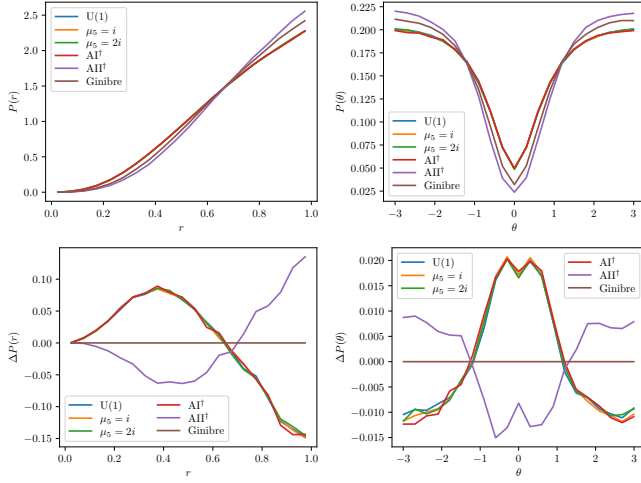 2.5
2.0
1.5
1.0
0.5
0.0
P(r)
U(1)
μ₅ = i
μ₅ = 2i
AI†
AII†
Ginibre
0.0 0.2 0.4 0.6 0.8 1.0
r
0.225
0.200
0.175
0.150
0.125
0.100
0.075
0.050
0.025
P(θ)
U(1)
μ₅ = i
μ₅ = 2i
AI†
AII†
Ginibre
−3 −2 −1 0 1 2 3
θ
0.10
0.05
0.00
−0.05
−0.10
−0.15
ΔP(r)
U(1) AI†
μ₅ = i AII†
μ₅ = 2i Ginibre
0.0 0.2 0.4 0.6 0.8 1.0
r
0.020
0.015
0.010
0.005
0.000
−0.005
−0.010
−0.015
ΔP(θ)
U(1) AI†
μ₅ = i AII†
μ₅ = 2i Ginibre
−3 −2 −1 0 1 2 3
θ